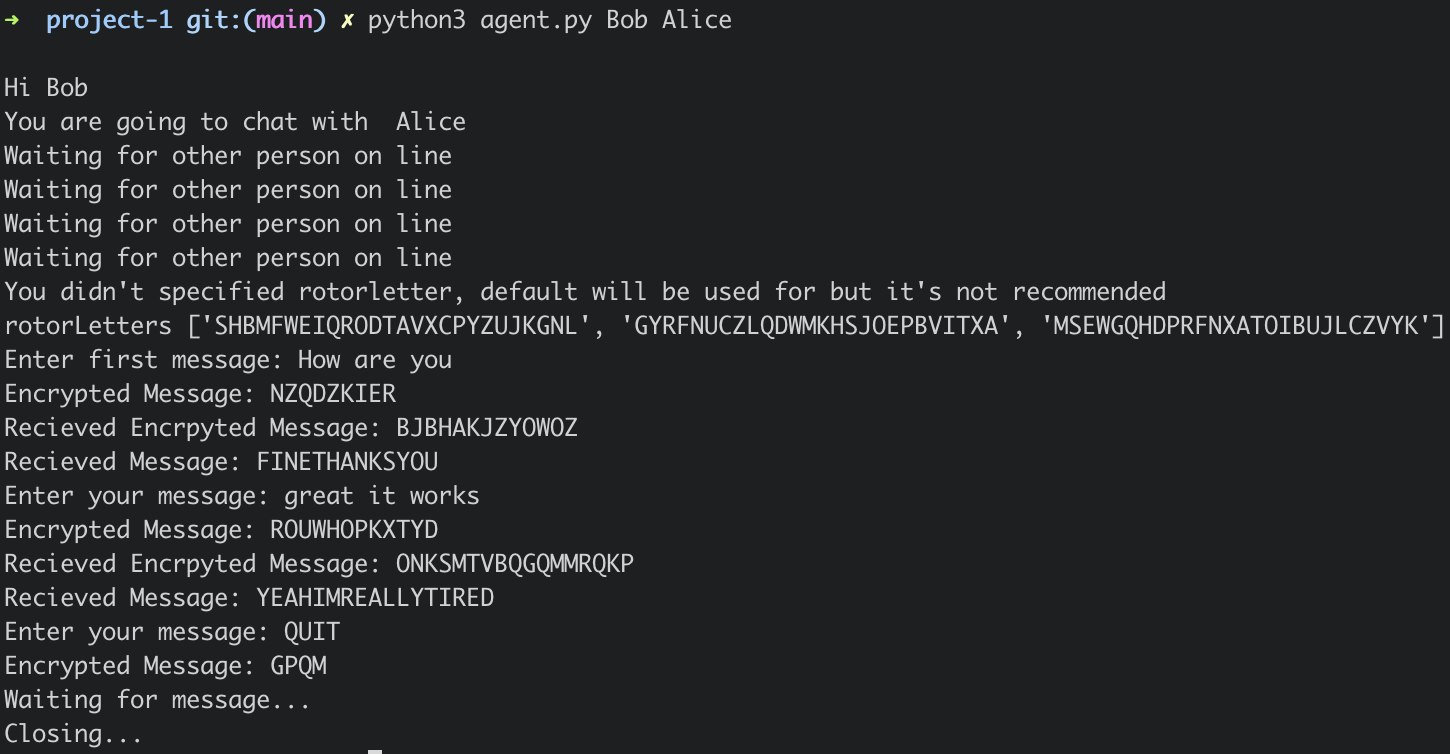 ➜  project-1 git:(main) ✗ python3 agent.py Bob Alice
Hi Bob
You are going to chat with  Alice
Waiting for other person on line
Waiting for other person on line
Waiting for other person on line
Waiting for other person on line
You didn't specified rotorletter, default will be used for but it's not recommended
rotorLetters ['SHBMFWEIQRODTAVXCPYZUJKGNL', 'GYRFNUCZLQDWMKHSJOEPBVITXA', 'MSEWGQHDPRFNXATOIBUJLCZVYK']
Enter first message: How are you
Encrypted Message: NZQDZKIER
Recieved Encrpyted Message: BJBHAKJZYOWOZ
Recieved Message: FINETHANKSYOU
Enter your message: great it works
Encrypted Message: ROUWHOPKXTYD
Recieved Encrpyted Message: ONKSMTVBQGQMMRQKP
Recieved Message: YEAHIMREALLYTIRED
Enter your message: QUIT
Encrypted Message: GPQM
Waiting for message...
Closing...